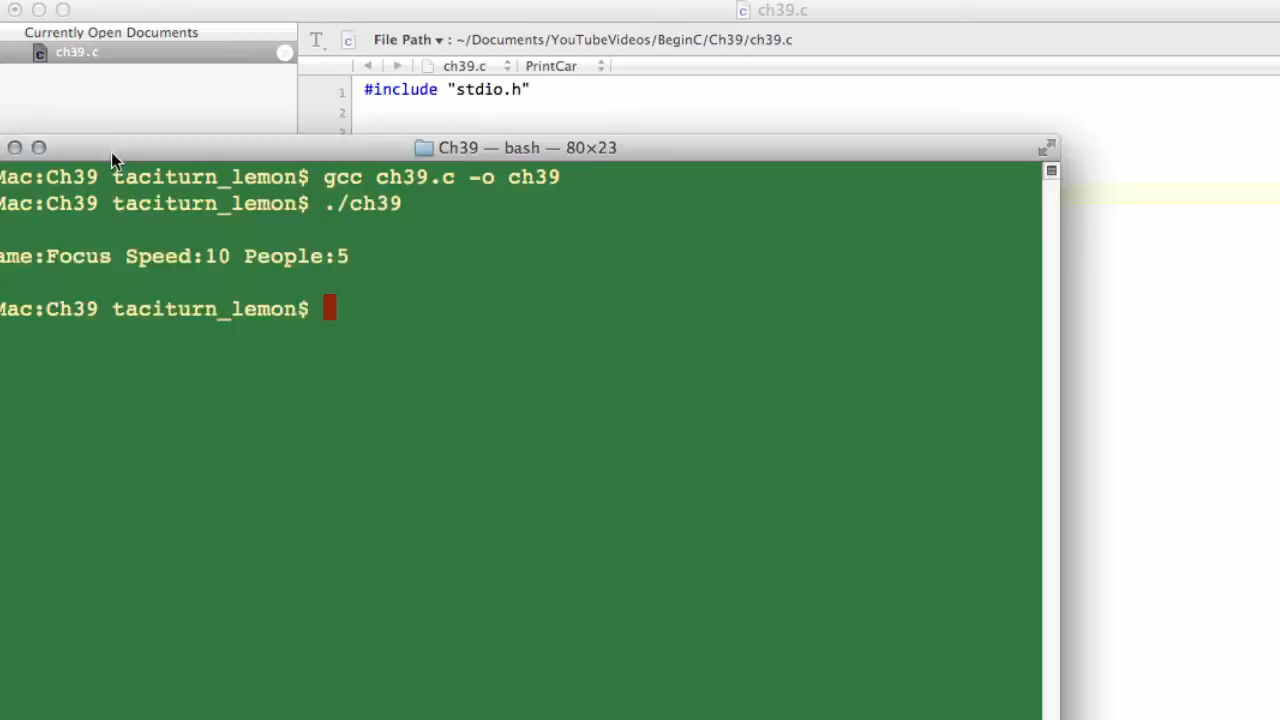 ch39.c
Currently Open Documents
ch39.c
File Path ▾ : ~/Documents/YouTubeVideos/BeginC/Ch39/ch39.c
ch39.c PrintCar
1 #include "stdio.h"
2
Ch39 — bash — 80×23
Mac:Ch39 taciturn_lemon$ gcc ch39.c -o ch39
Mac:Ch39 taciturn_lemon$ ./ch39
ame:Focus Speed:10 People:5
Mac:Ch39 taciturn_lemon$